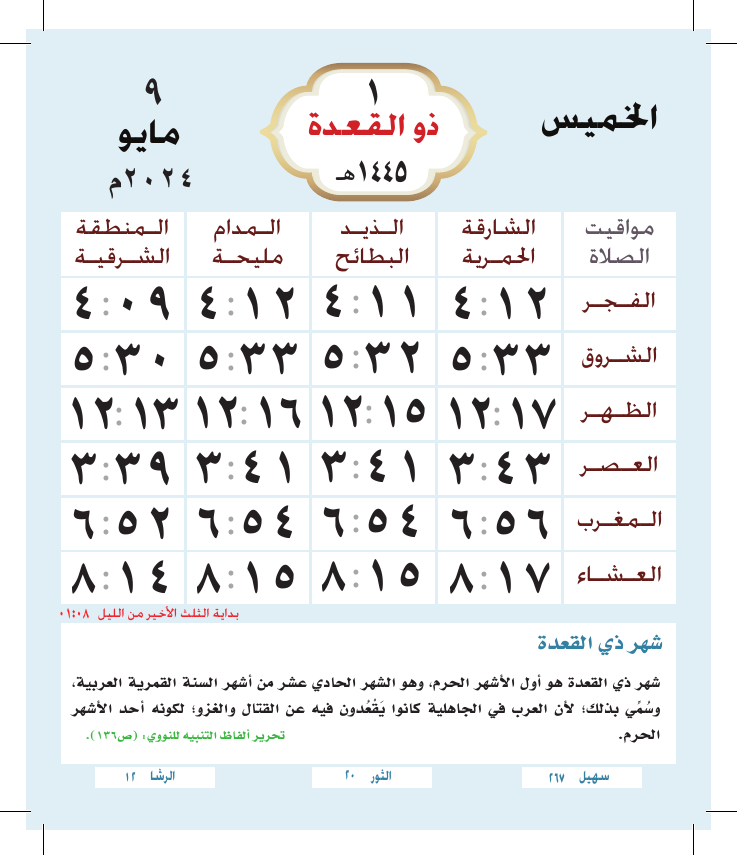 الخميس
١
ذو القعدة
١٤٤٥هـ
٩
مايو
٢٠٢٤م
مواقيت الصلاة | الشارقة الحمرية | الذيد البطائح | المدام مليحة | المنطقة الشرقية
الفجر ٤:١٢ ٤:١١ ٤:١٢ ٤:٠٩
الشروق ٥:٣٣ ٥:٣٢ ٥:٣٣ ٥:٣٠
الظهر ١٢:١٧ ١٢:١٥ ١٢:١٦ ١٢:١٣
العصر ٣:٤٣ ٣:٤١ ٣:٤١ ٣:٣٩
المغرب ٦:٥٦ ٦:٥٤ ٦:٥٤ ٦:٥٢
العشاء ٨:١٧ ٨:١٥ ٨:١٥ ٨:١٤
بداية الثلث الأخير من الليل ٠١:٠٨
شهر ذي القعدة
شهر ذي القعدة هو أول الأشهر الحرم، وهو الشهر الحادي عشر من أشهر السنة القمرية العربية،
وسُمِّي بذلك؛ لأن العرب في الجاهلية كانوا يَقْعُدون فيه عن القتال والغزو؛ لكونه أحد الأشهر
الحرم. تحرير ألفاظ التنبيه للنووي، (ص١٣٦).
سهيل ٢٦٧ الثور ٢٠ الرشا ١٢